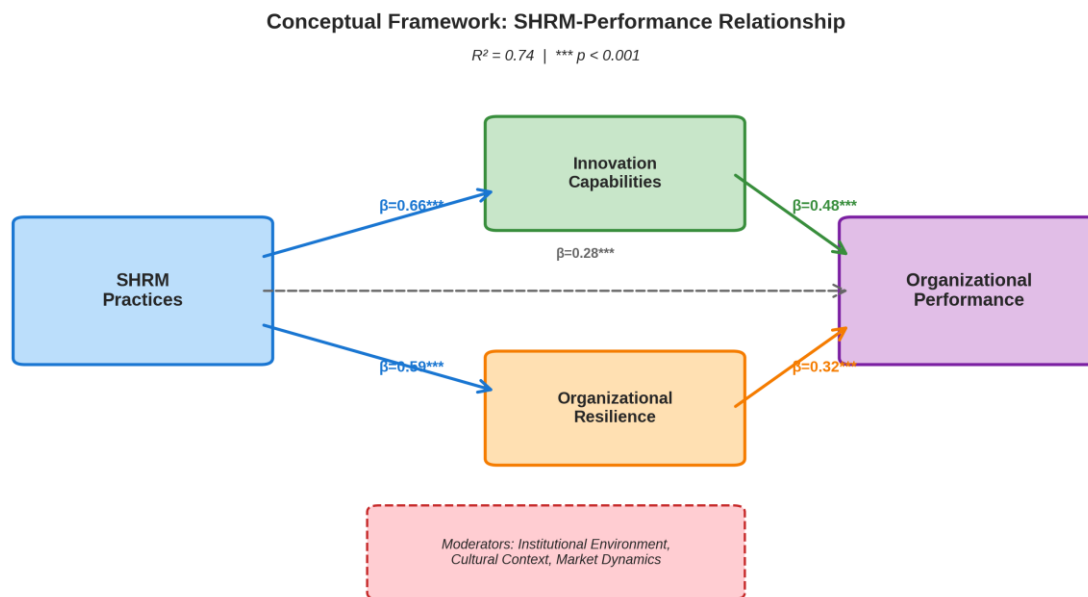 Conceptual Framework: SHRM-Performance Relationship
R² = 0.74 | *** p < 0.001
Innovation
Capabilities
β=0.66***
β=0.48***
β=0.28***
SHRM
Practices
Organizational
Performance
β=0.59***
β=0.32***
Organizational
Resilience
Moderators: Institutional Environment,
Cultural Context, Market Dynamics